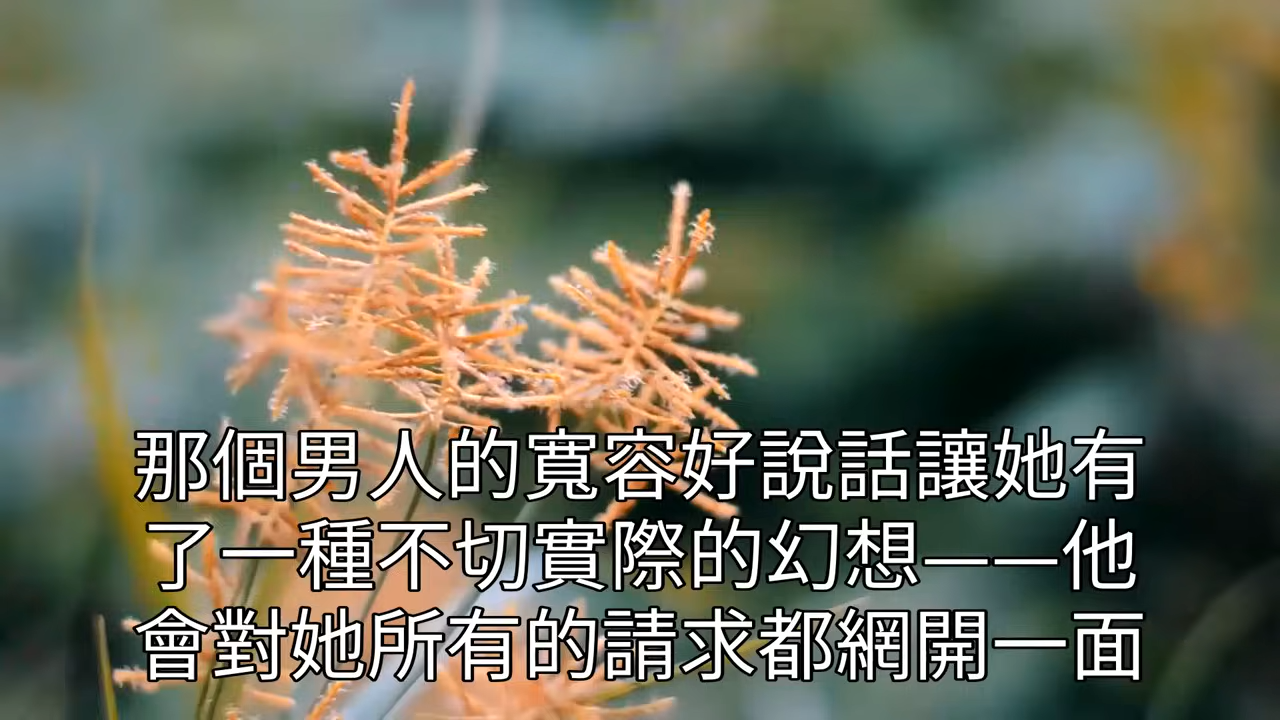 那個男人的寬容好說話讓她有
了一種不切實際的幻想——他
會對她所有的請求都網開一面